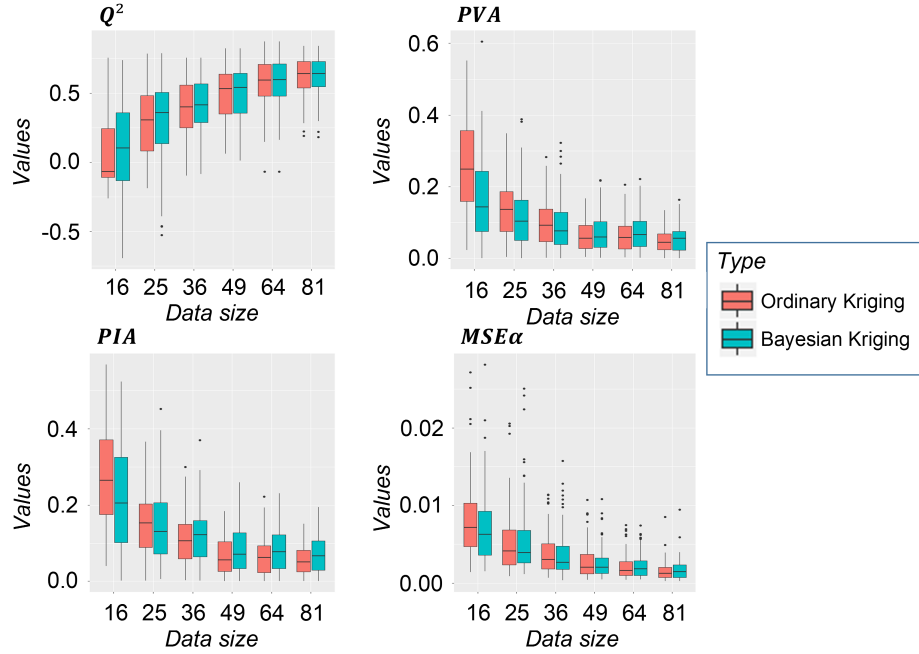 Q²
PVA
Values
0.5
0.0
-0.5
16 25 36 49 64 81
Data size
Values
0.6
0.4
0.2
0.0
16 25 36 49 64 81
Data size
Type
Ordinary Kriging
Bayesian Kriging
PIA
MSEα
Values
0.4
0.2
0.0
16 25 36 49 64 81
Data size
Values
0.02
0.01
0.00
16 25 36 49 64 81
Data size